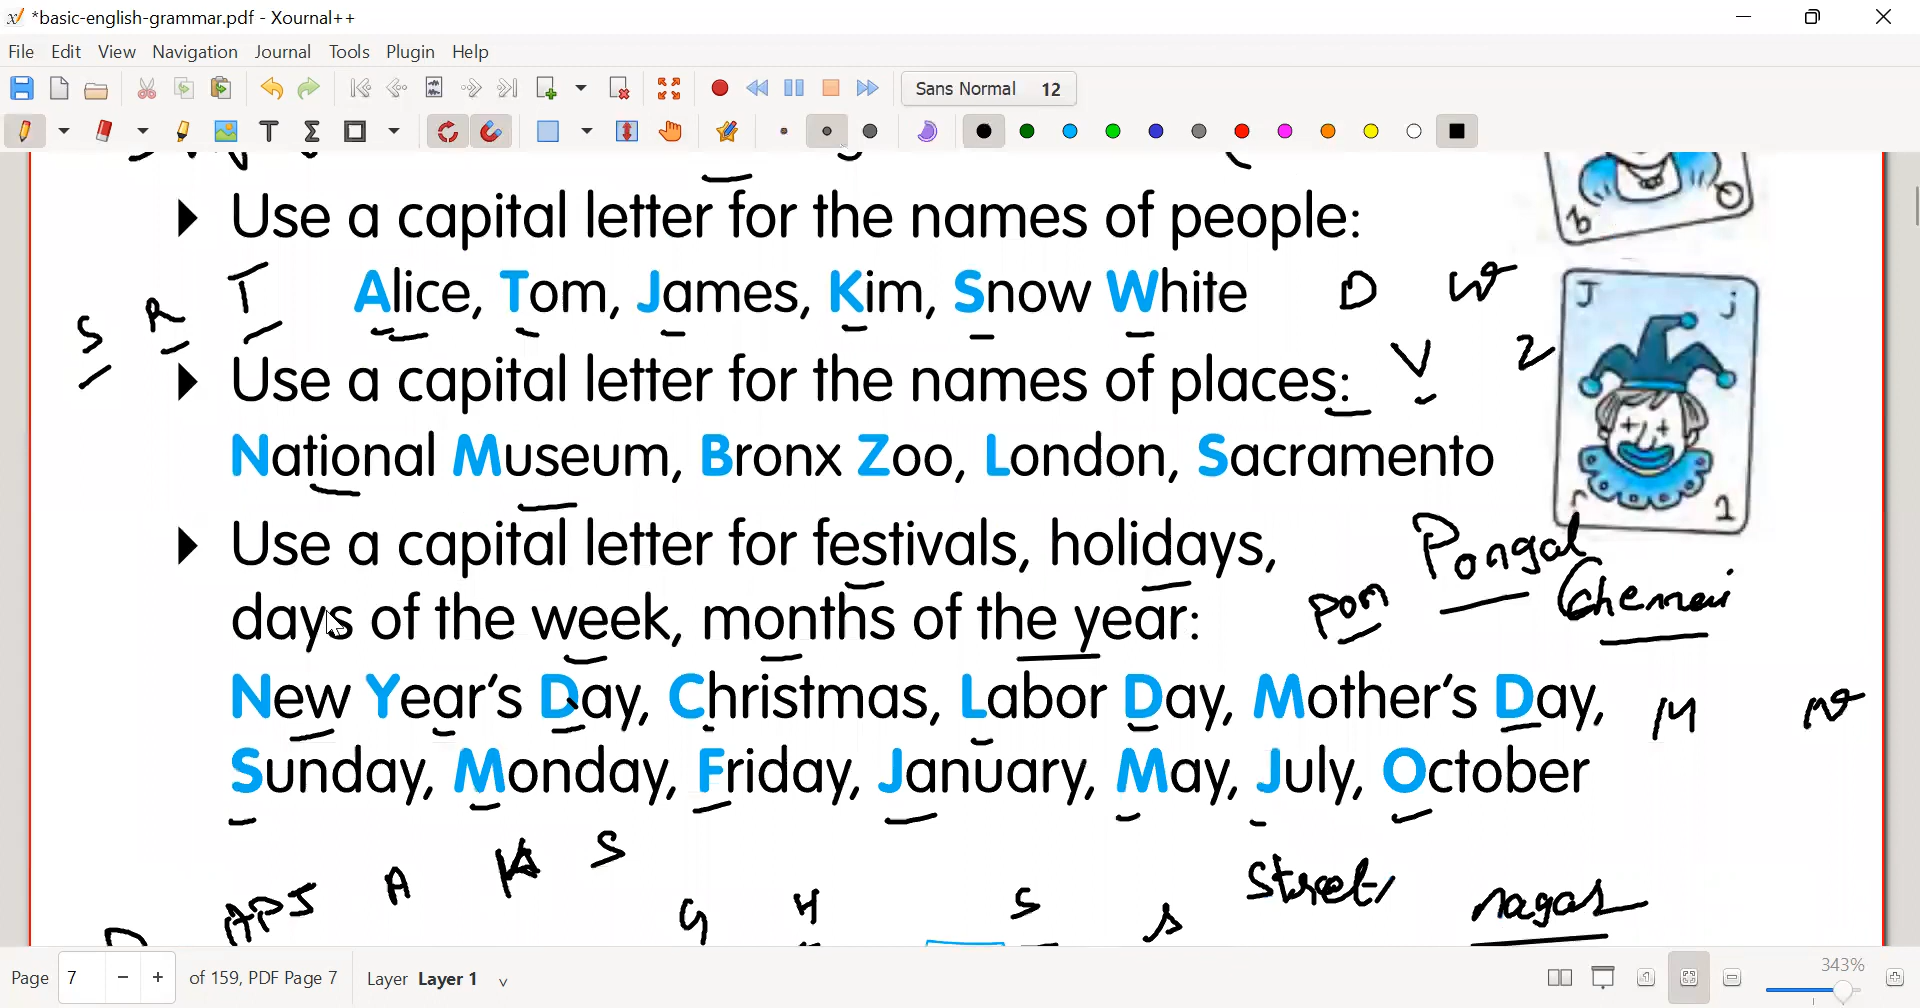 *basic-english-grammar.pdf - Xournal++
File Edit View Navigation Journal Tools Plugin Help
Sans Normal 12
Use a capital letter for the names of people:
S R T Alice, Tom, James, Kim, Snow White D W
Use a capital letter for the names of places: V Z
J j
National Museum, Bronx Zoo, London, Sacramento
Use a capital letter for festivals, holidays,
Pongal
days of the week, months of the year: pon Chennai
New Year's Day, Christmas, Labor Day, Mother's Day, M
Sunday, Monday, Friday, January, May, July, October
APJ A K S
G H S s Street, nagar
Page 7 − + of 159, PDF Page 7 Layer Layer 1 343%